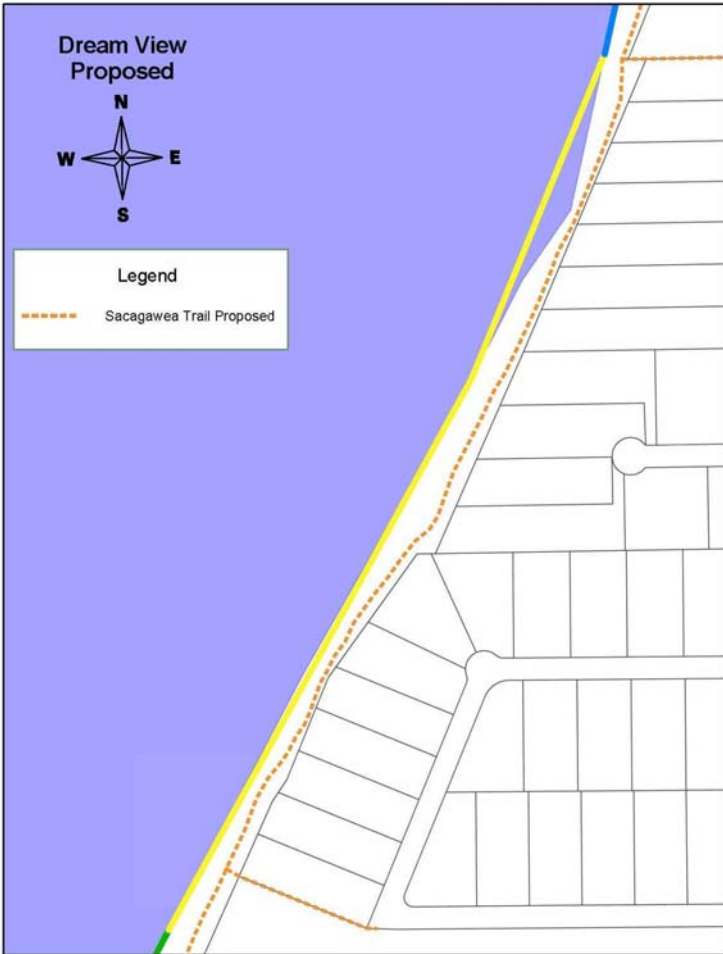 Dream View
Proposed
N
W E
S
Legend
Sacagawea Trail Proposed